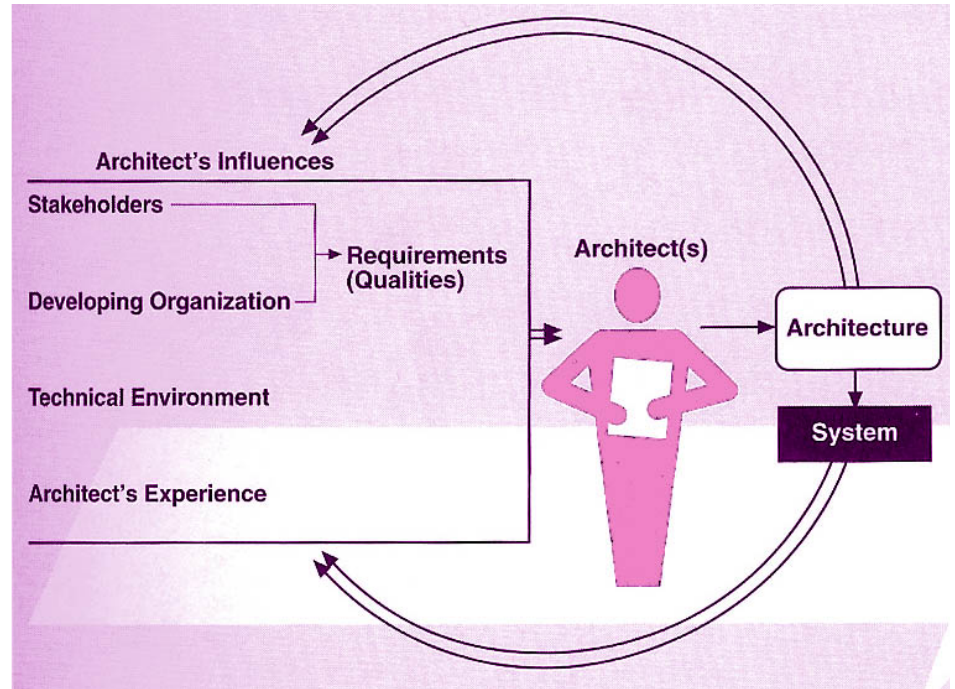 Architect's Influences
Stakeholders
Requirements
(Qualities)
Developing Organization
Technical Environment
Architect's Experience
Architect(s)
Architecture
System